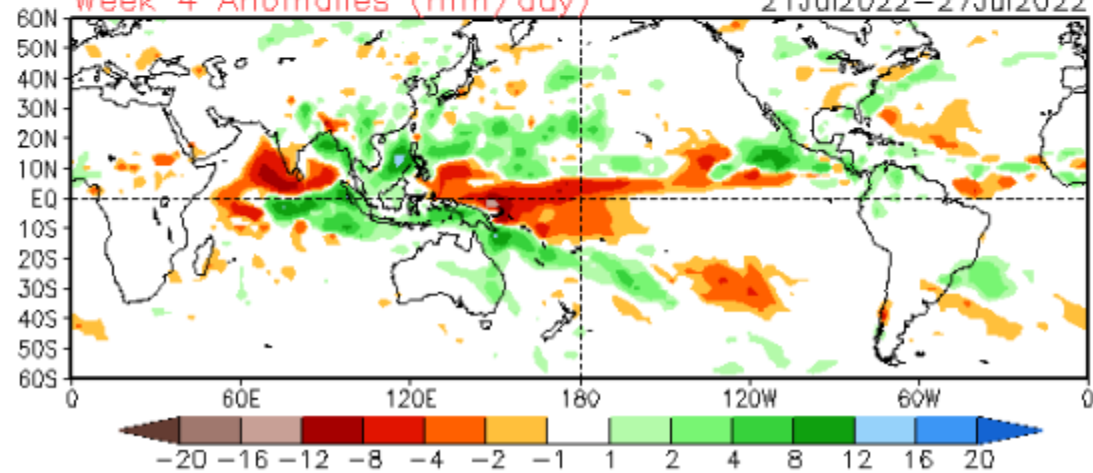 Week 4 Anomalies (mm/day) 21Jul2022-27Jul2022
60N
50N
40N
30N
20N
10N
EQ
10S
20S
30S
40S
50S
60S
0 60E 120E 180 120W 60W 0
-20 -16 -12 -8 -4 -2 -1 1 2 4 8 12 16 20